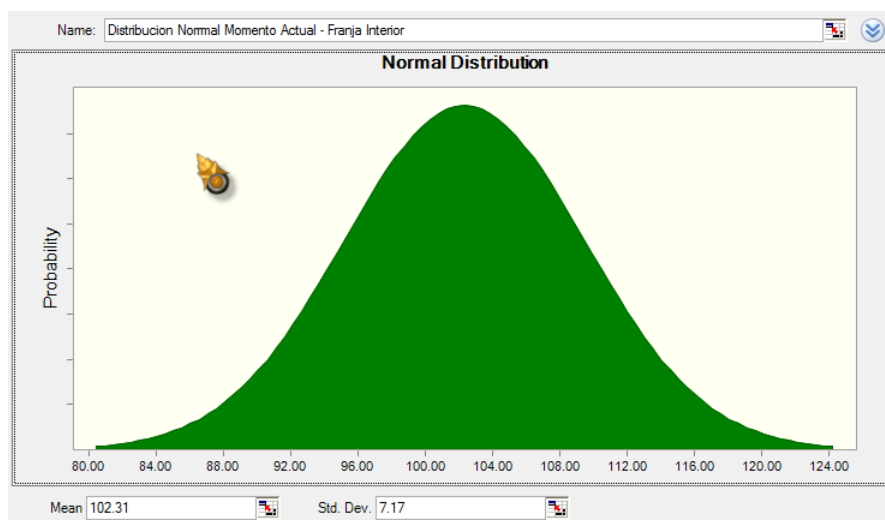 Name: Distribucion Normal Momento Actual - Franja Interior
Normal Distribution
Probability
80.00 84.00 88.00 92.00 96.00 100.00 104.00 108.00 112.00 116.00 120.00 124.00
Mean 102.31 Std. Dev. 7.17